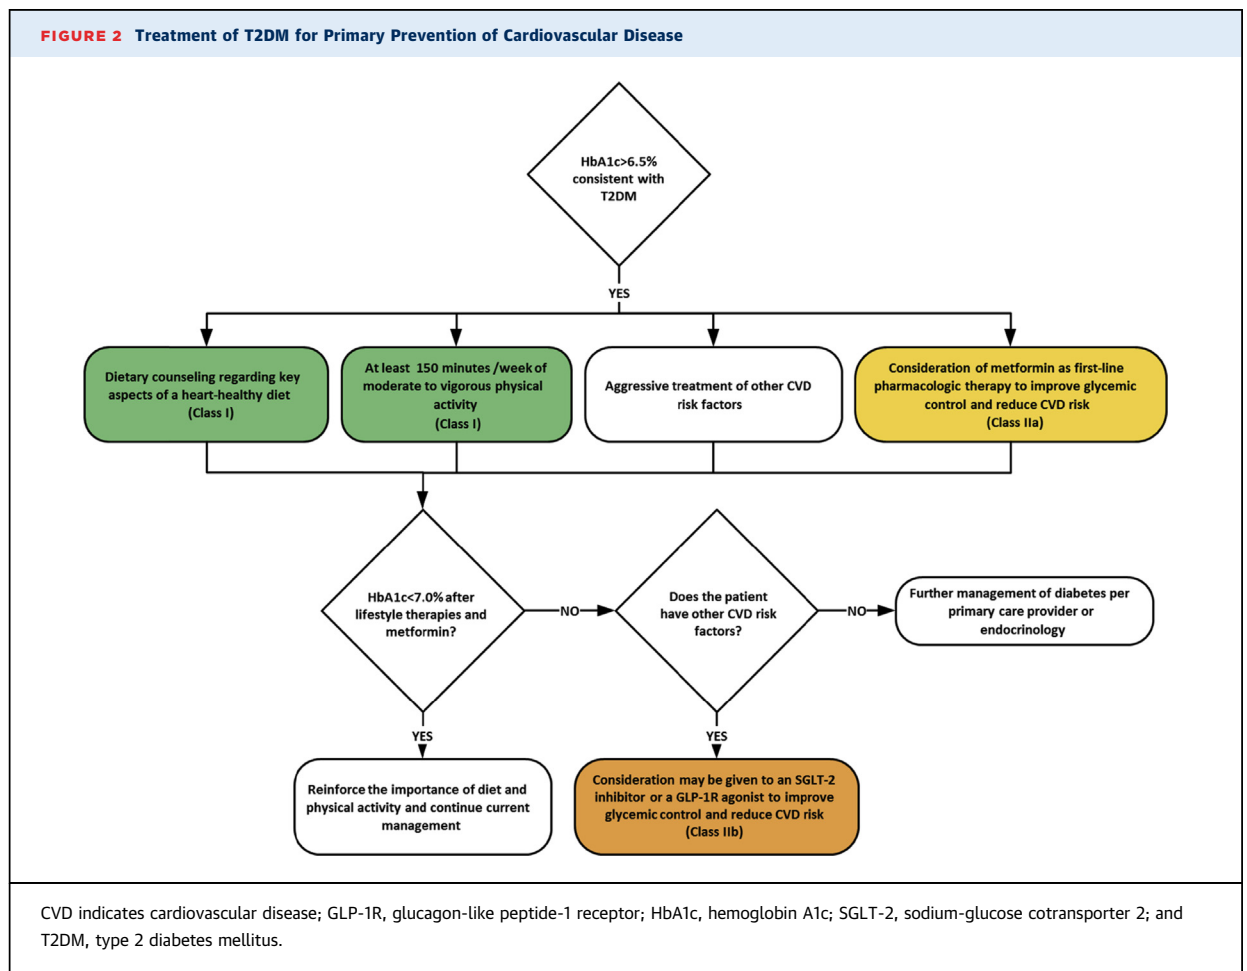 FIGURE 2 Treatment of T2DM for Primary Prevention of Cardiovascular Disease
HbA1c>6.5%
consistent with
T2DM
YES
Dietary counseling regarding key
aspects of a heart-healthy diet
(Class I)
At least 150 minutes /week of
moderate to vigorous physical
activity
(Class I)
Aggressive treatment of other CVD
risk factors
Consideration of metformin as first-line
pharmacologic therapy to improve glycemic
control and reduce CVD risk
(Class IIa)
HbA1c<7.0% after
lifestyle therapies and
metformin?
NO
Does the patient
have other CVD risk
factors?
NO
Further management of diabetes per
primary care provider or
endocrinology
YES
YES
Reinforce the importance of diet and
physical activity and continue current
management
Consideration may be given to an SGLT-2
inhibitor or a GLP-1R agonist to improve
glycemic control and reduce CVD risk
(Class IIb)
CVD indicates cardiovascular disease; GLP-1R, glucagon-like peptide-1 receptor; HbA1c, hemoglobin A1c; SGLT-2, sodium-glucose cotransporter 2; and
T2DM, type 2 diabetes mellitus.